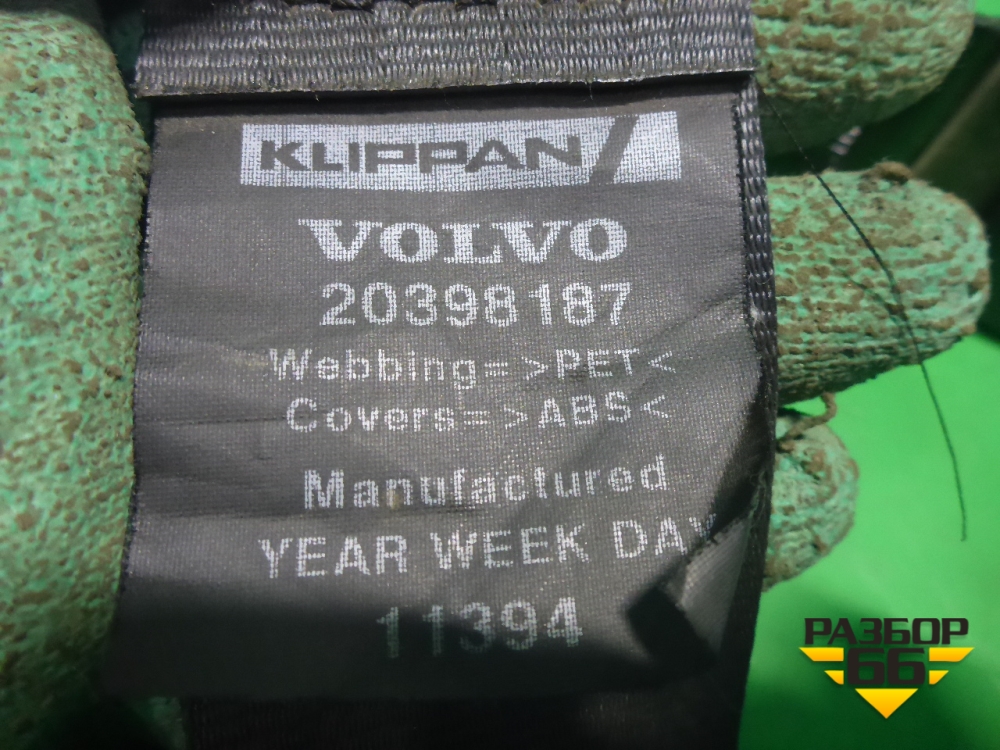 KLIPPAN
VOLVO
20398187
Webbing=>PET<
Covers=>ABS<
Manufactured
YEAR WEEK DAY
11394
РАЗБОР
66